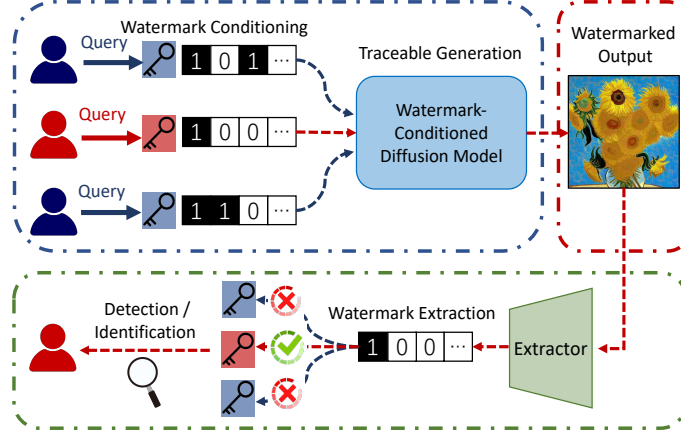 Watermark Conditioning
Query
1 0 1 ...
Traceable Generation
Watermarked
Output
Query
1 0 0 ...
Watermark-
Conditioned
Diffusion Model
Query
1 1 0 ...
Detection /
Identification
Watermark Extraction
1 0 0 ...
Extractor